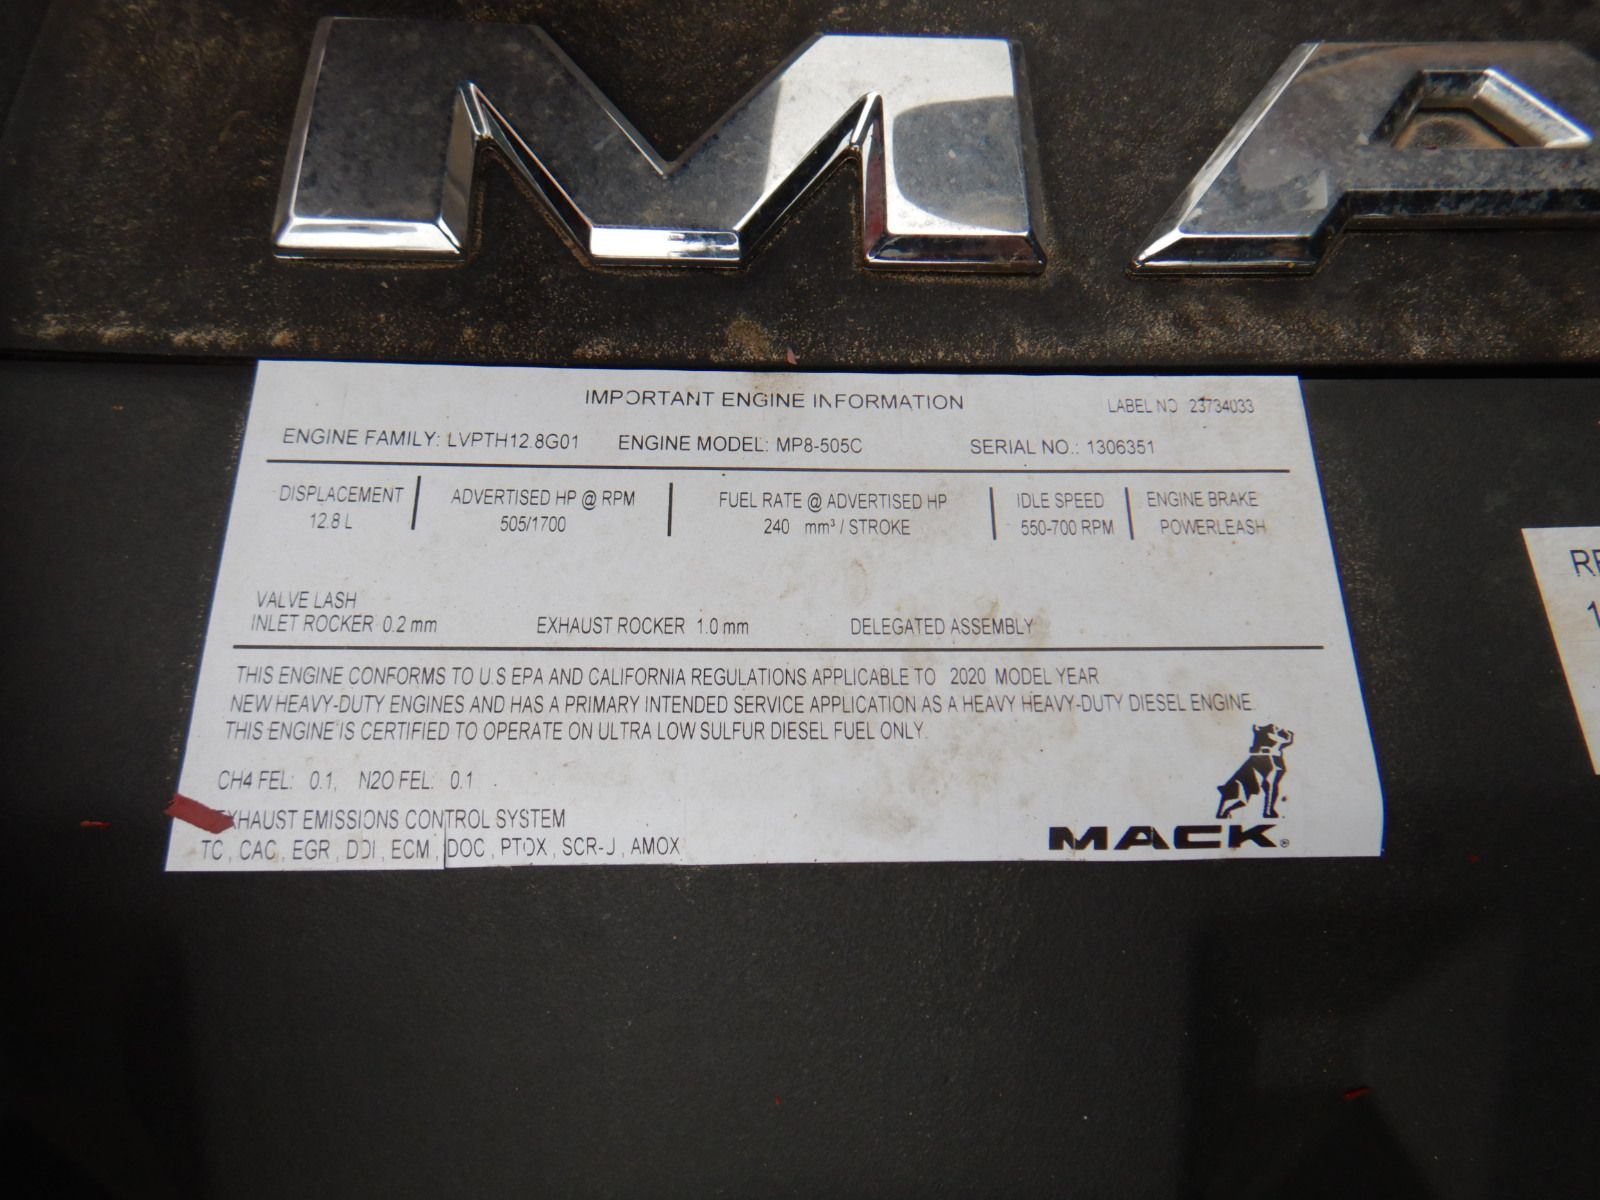 MA
IMPORTANT ENGINE INFORMATION LABEL NO 23734033
ENGINE FAMILY: LVPTH12.8G01 ENGINE MODEL: MP8-505C SERIAL NO.: 1306351
DISPLACEMENT ADVERTISED HP @ RPM FUEL RATE @ ADVERTISED HP IDLE SPEED ENGINE BRAKE
12.8 L 505/1700 240 mm³ / STROKE 550-700 RPM POWERLEASH
VALVE LASH
INLET ROCKER 0.2 mm EXHAUST ROCKER 1.0 mm DELEGATED ASSEMBLY
THIS ENGINE CONFORMS TO U.S EPA AND CALIFORNIA REGULATIONS APPLICABLE TO 2020 MODEL YEAR
NEW HEAVY-DUTY ENGINES AND HAS A PRIMARY INTENDED SERVICE APPLICATION AS A HEAVY HEAVY-DUTY DIESEL ENGINE
THIS ENGINE IS CERTIFIED TO OPERATE ON ULTRA LOW SULFUR DIESEL FUEL ONLY.
CH4 FEL: 0.1, N2O FEL: 0.1
EXHAUST EMISSIONS CONTROL SYSTEM
TC, CAC, EGR, DDI, ECM, DOC, PTOX, SCR-J, AMOX
MACK®